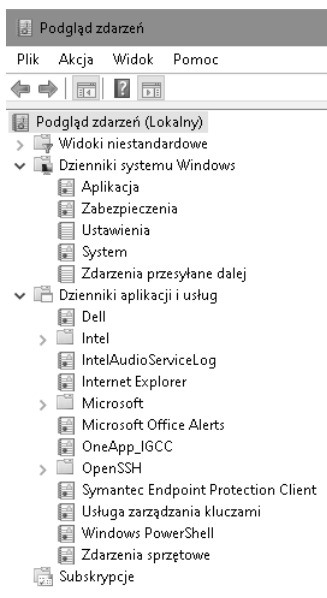 Podgląd zdarzeń
Plik Akcja Widok Pomoc
Podgląd zdarzeń (Lokalny)
Widoki niestandardowe
Dzienniki systemu Windows
Aplikacja
Zabezpieczenia
Ustawienia
System
Zdarzenia przesyłane dalej
Dzienniki aplikacji i usług
Dell
Intel
IntelAudioServiceLog
Internet Explorer
Microsoft
Microsoft Office Alerts
OneApp_IGCC
OpenSSH
Symantec Endpoint Protection Client
Usługa zarządzania kluczami
Windows PowerShell
Zdarzenia sprzętowe
Subskrypcje